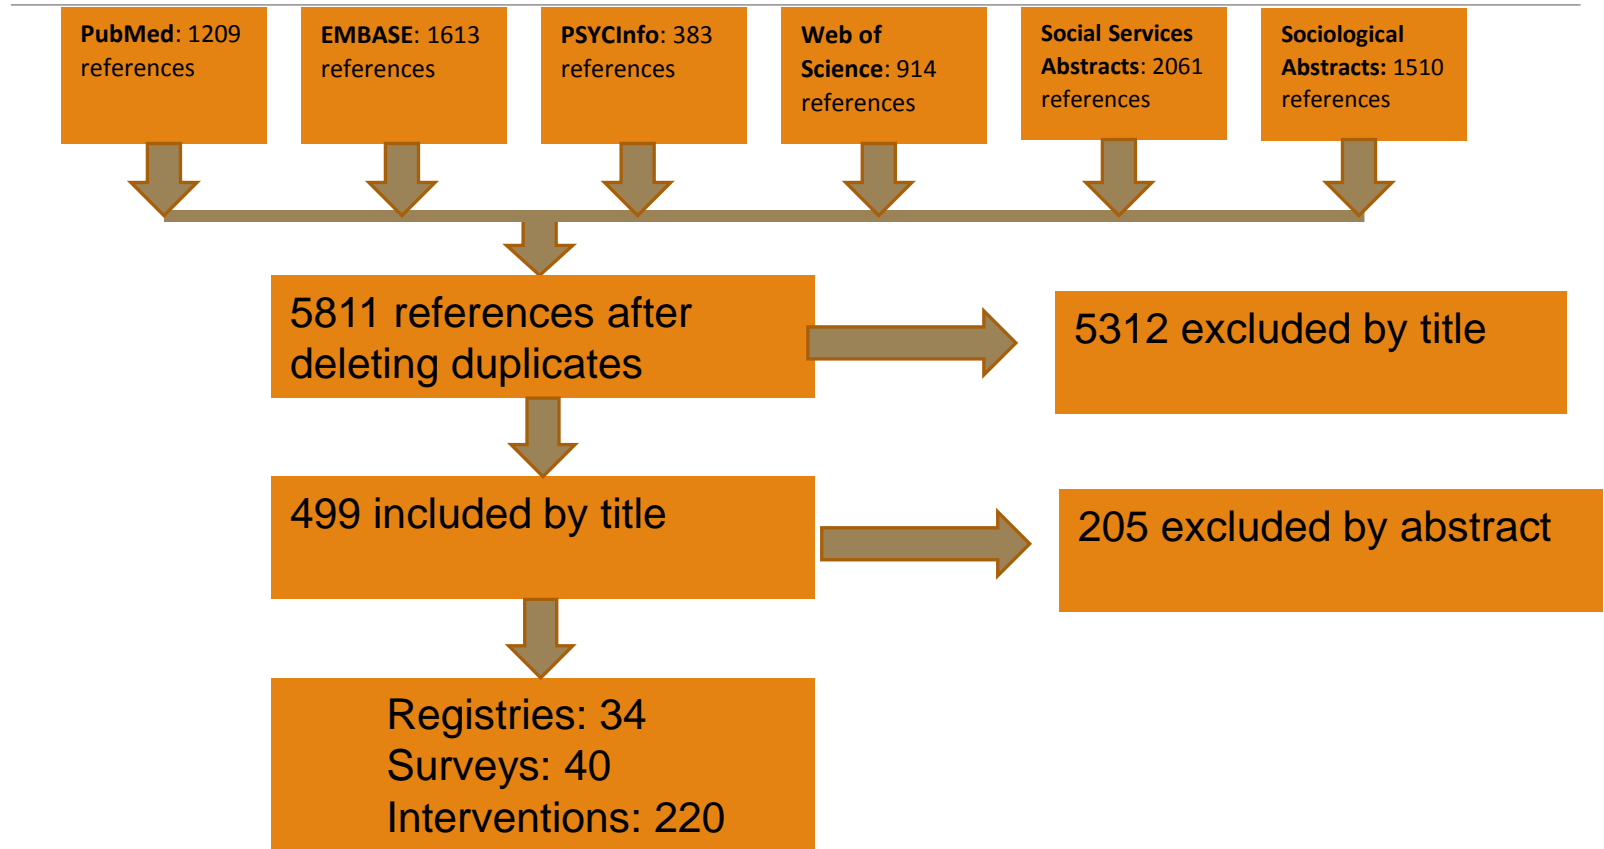 PubMed: 1209
references
EMBASE: 1613
references
PSYCInfo: 383
references
Web of
Science: 914
references
Social Services
Abstracts: 2061
references
Sociological
Abstracts: 1510
references
5811 references after
deleting duplicates
5312 excluded by title
499 included by title
205 excluded by abstract
Registries: 34
Surveys: 40
Interventions: 220